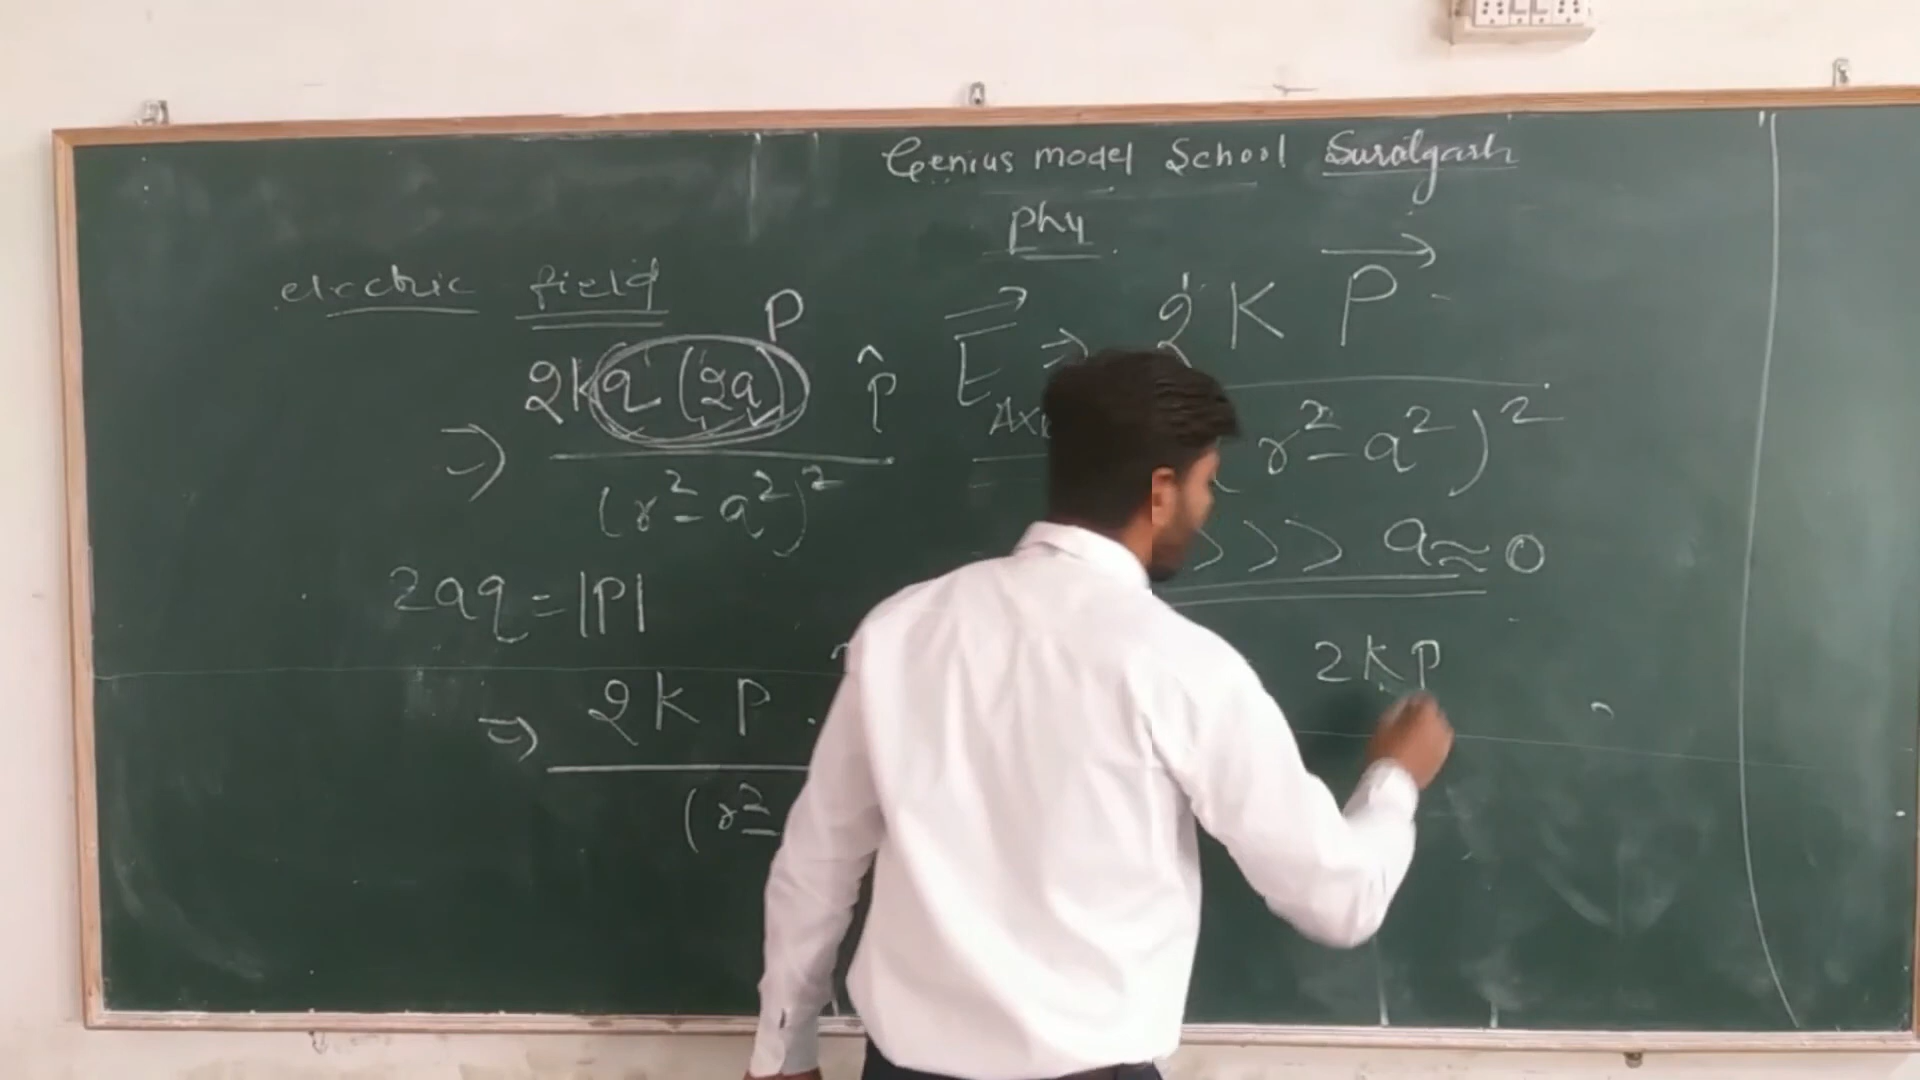 Genius model School Suratgarh
phy
electric field
P
⇒ 2Kq(2a) p̂
(r²-a²)²
2aq = |P|
⇒ 2K P .
(r²-
E⃗ ⇒ 2K P⃗
(r²-a²)²
>>> a≈0
2KP